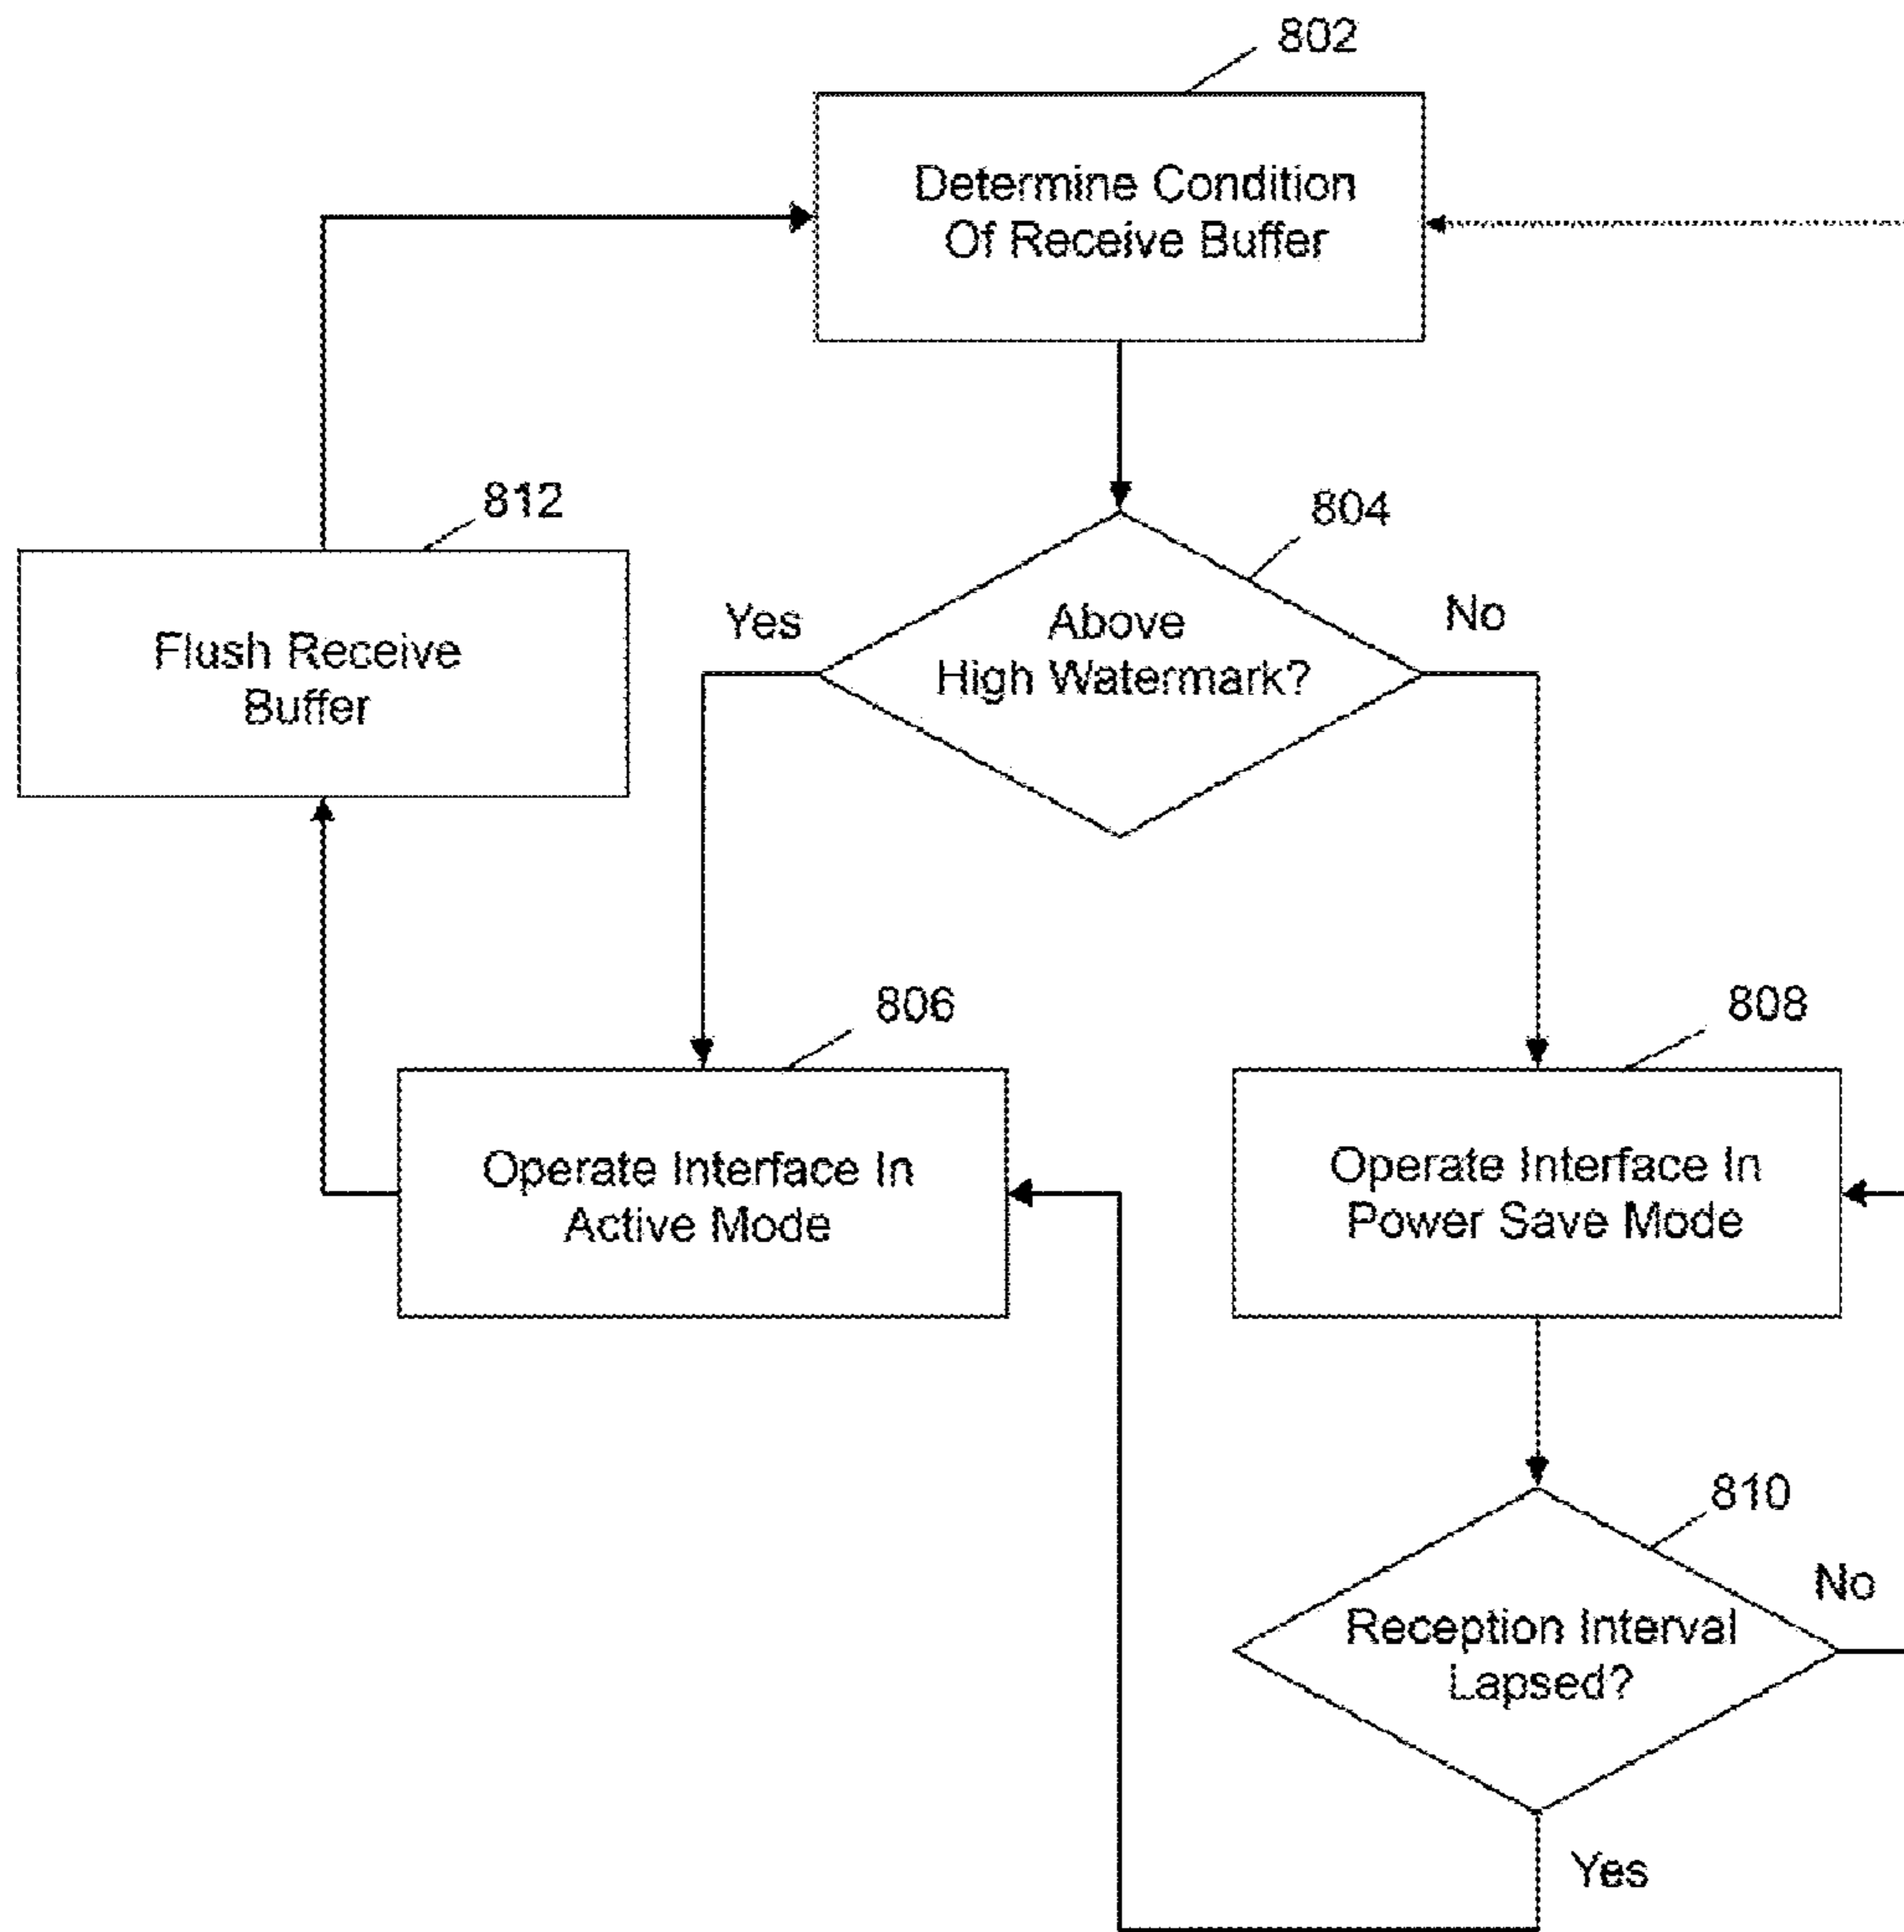 802
Determine Condition
Of Receive Buffer
812
804
Flush Receive
Buffer
Yes
Above
High Watermark?
No
806
808
Operate Interface In
Active Mode
Operate Interface In
Power Save Mode
810
No
Reception Interval
Lapsed?
Yes